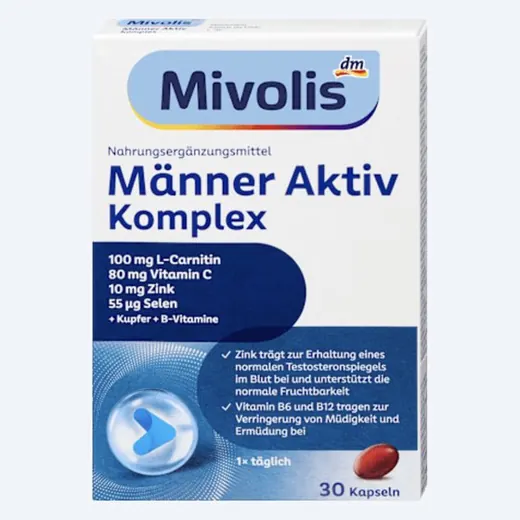 Mivolis
dm
Mivolis
Nahrungsergänzungsmittel
Männer Aktiv
Komplex
100 mg L-Carnitin
80 mg Vitamin C
10 mg Zink
55 µg Selen
+ Kupfer + B-Vitamine
✓ Zink trägt zur Erhaltung eines
normalen Testosteronspiegels
im Blut bei und unterstützt die
normale Fruchtbarkeit
✓ Vitamin B6 und B12 tragen zur
Verringerung von Müdigkeit und
Ermüdung bei
1x täglich
30 Kapseln